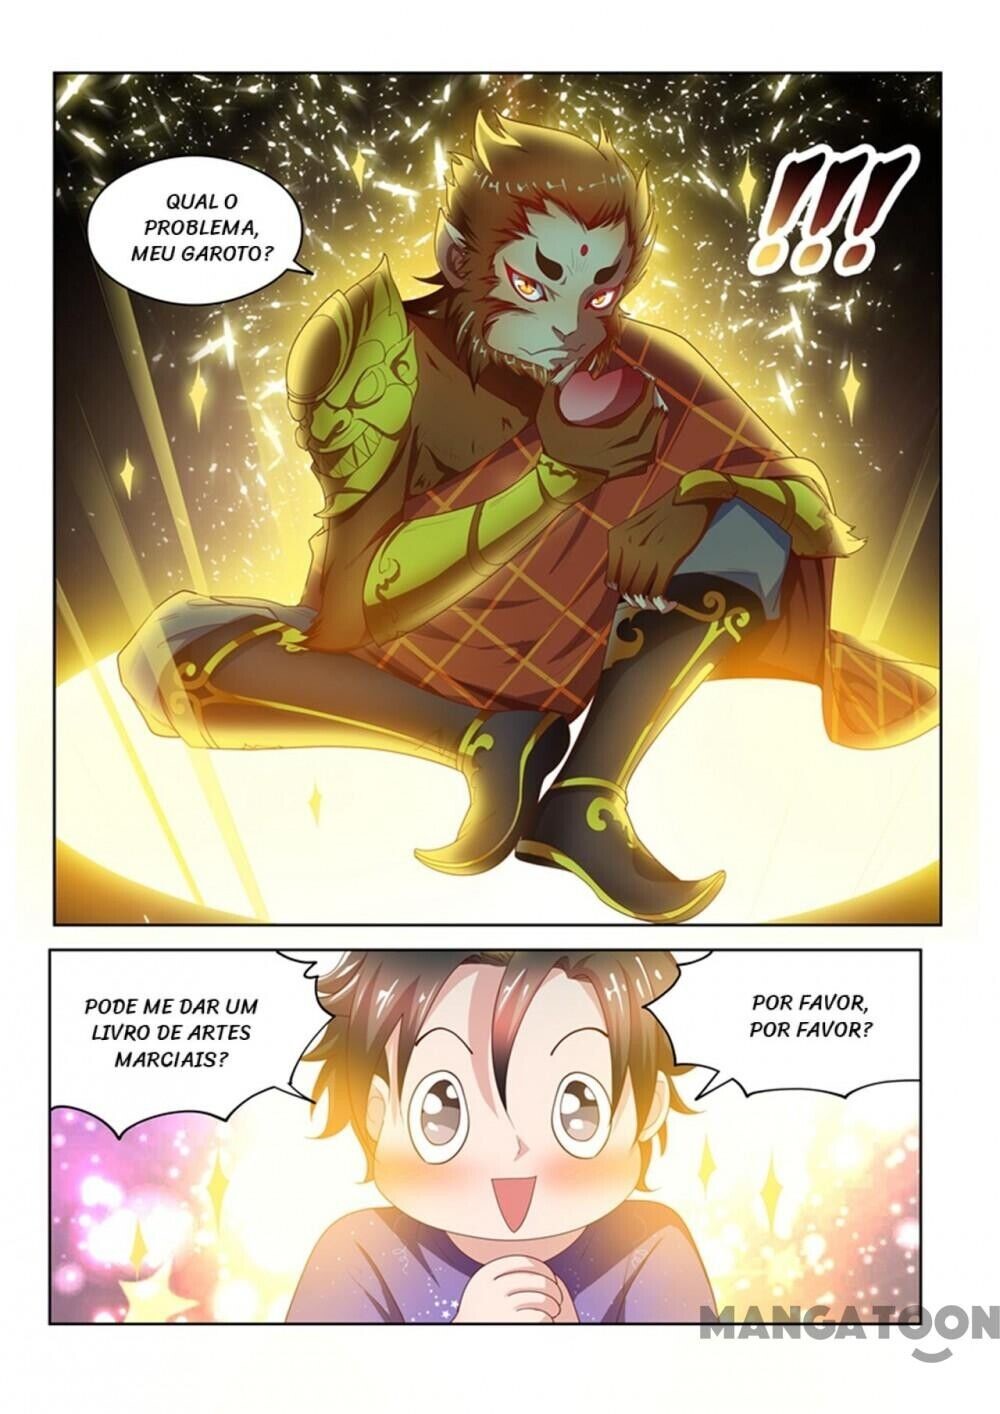 QUAL O
PROBLEMA,
MEU GAROTO?
!!!
PODE ME DAR UM
LIVRO DE ARTES
MARCIAIS?
POR FAVOR,
POR FAVOR?
MANGATOON